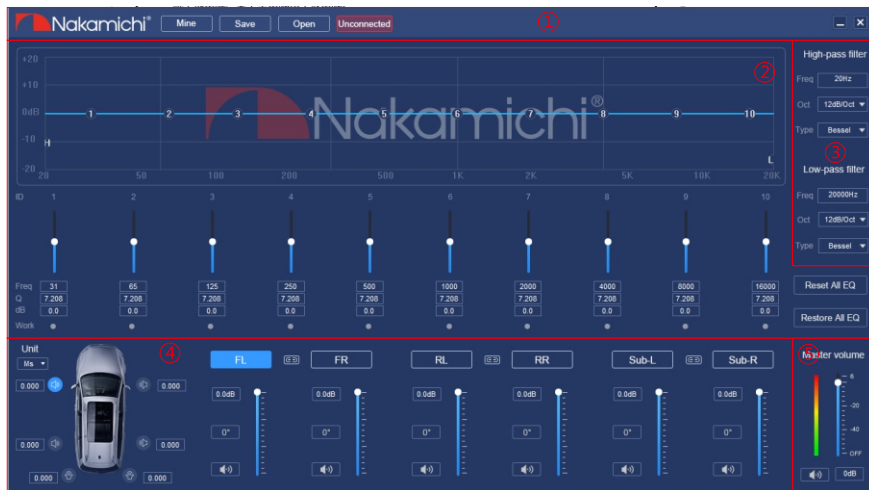 Nakamichi® Mine Save Open Unconnected ①
②
High-pass filter
Freq 20Hz
Oct 12dB/Oct
Type Bessel
③
Low-pass filter
Freq 20000Hz
Oct 12dB/Oct
Type Bessel
+20
+10
0dB 1 2 3 4 5 6 7 8 9 10
-10 H
-20 L
20 50 100 200 500 1K 2K 5K 10K 20K
Nakamichi®
ID 1 2 3 4 5 6 7 8 9 10
Freq 31 65 125 250 500 1000 2000 4000 8000 16000
Q 7.208 7.208 7.208 7.208 7.208 7.208 7.208 7.208 7.208 7.208
dB 0.0 0.0 0.0 0.0 0.0 0.0 0.0 0.0 0.0 0.0
Work
Reset All EQ
Restore All EQ
Unit
Ms
④
0.000 0.000
0.000 0.000
0.000 0.000
FL FR RL RR Sub-L Sub-R
0.0dB 0.0dB 0.0dB 0.0dB 0.0dB 0.0dB
0° 0° 0° 0° 0° 0°
⑤
Master volume
6
-20
-40
OFF
0dB